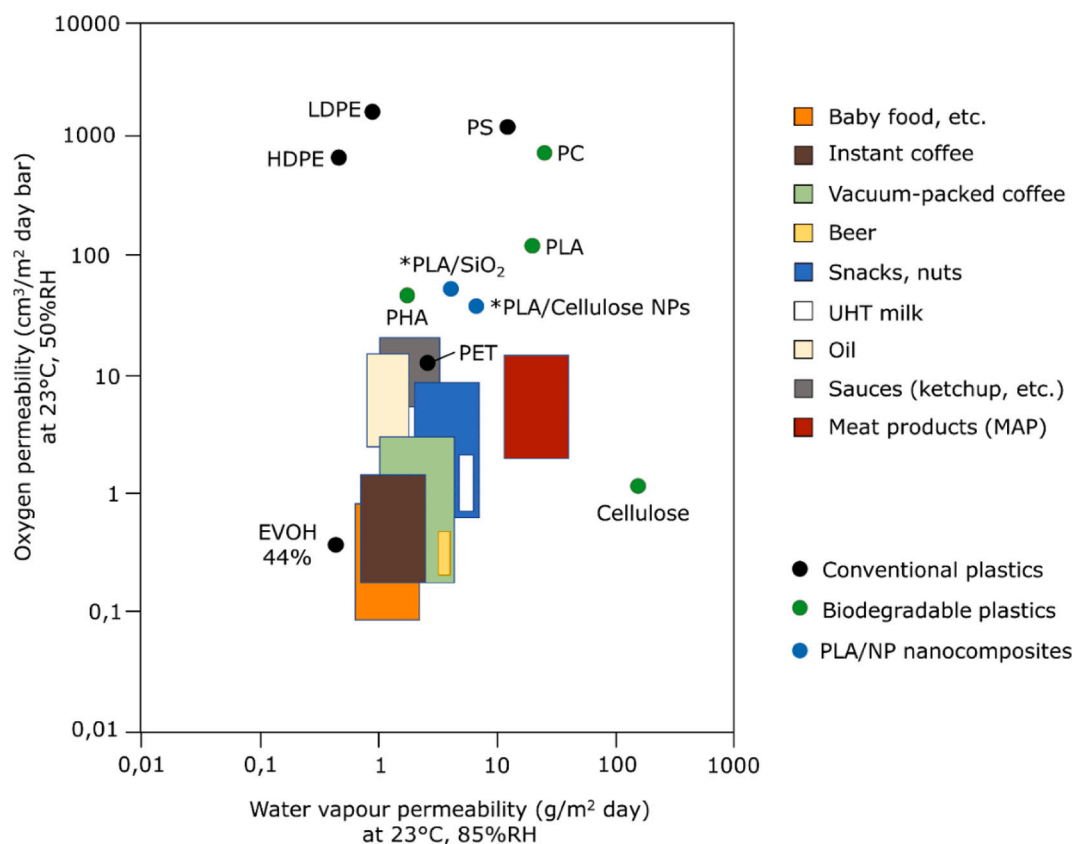 Oxygen permeability (cm³/m² day bar)
at 23°C, 50%RH
10000
1000
100
10
1
0,1
0,01
LDPE
HDPE
PS
PC
PLA
*PLA/SiO₂
*PLA/Cellulose NPs
PHA
PET
Cellulose
EVOH
44%
0,01
0,1
1
10
100
1000
Water vapour permeability (g/m² day)
at 23°C, 85%RH
Baby food, etc.
Instant coffee
Vacuum-packed coffee
Beer
Snacks, nuts
UHT milk
Oil
Sauces (ketchup, etc.)
Meat products (MAP)
Conventional plastics
Biodegradable plastics
PLA/NP nanocomposites